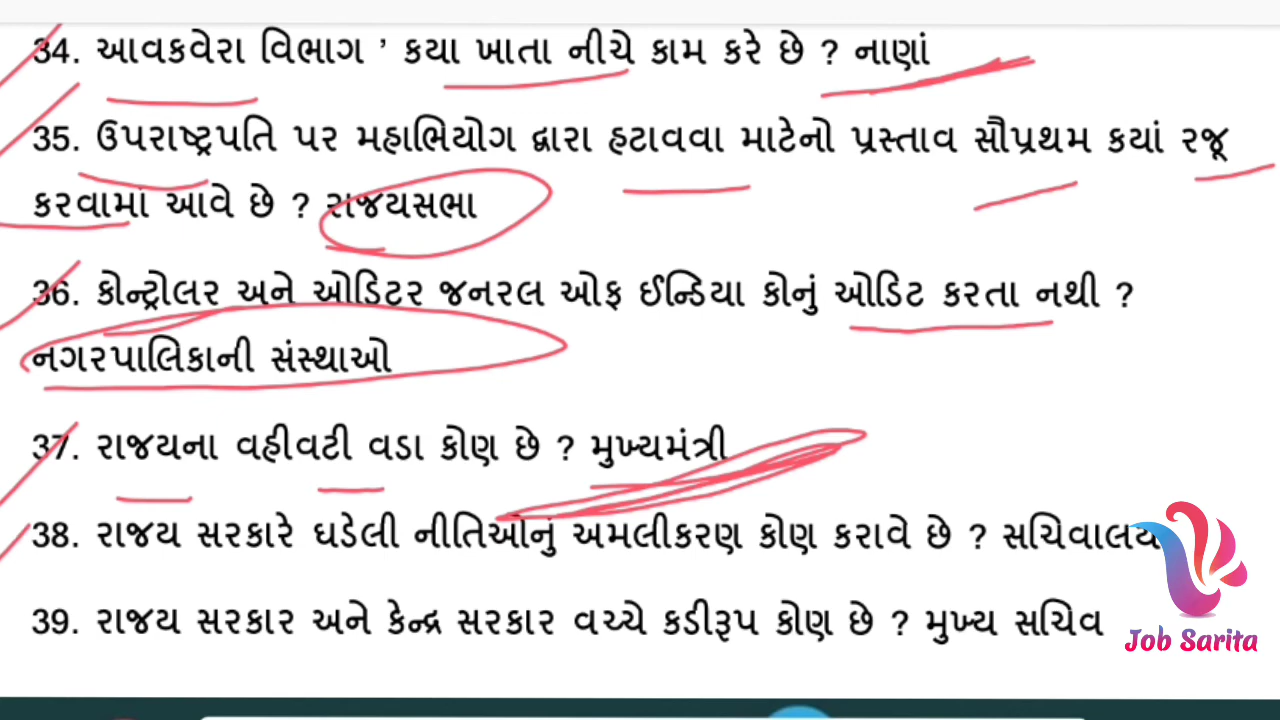 34. આવકવેરા વિભાગ ’ કયા ખાતા નીચે કામ કરે છે ? નાણાં
35. ઉપરાષ્ટ્રપતિ પર મહાભિયોગ દ્વારા હટાવવા માટેનો પ્રસ્તાવ સૌપ્રથમ કયાં રજૂ
કરવામાં આવે છે ? રાજયસભા
36. કોન્ટ્રોલર અને ઓડિટર જનરલ ઓફ ઈન્ડિયા કોનું ઓડિટ કરતા નથી ?
નગરપાલિકાની સંસ્થાઓ
37. રાજયના વહીવટી વડા કોણ છે ? મુખ્યમંત્રી
38. રાજય સરકારે ઘડેલી નીતિઓનું અમલીકરણ કોણ કરાવે છે ? સચિવાલય
39. રાજય સરકાર અને કેન્દ્ર સરકાર વચ્ચે કડીરૂપ કોણ છે ? મુખ્ય સચિવ
Job Sarita